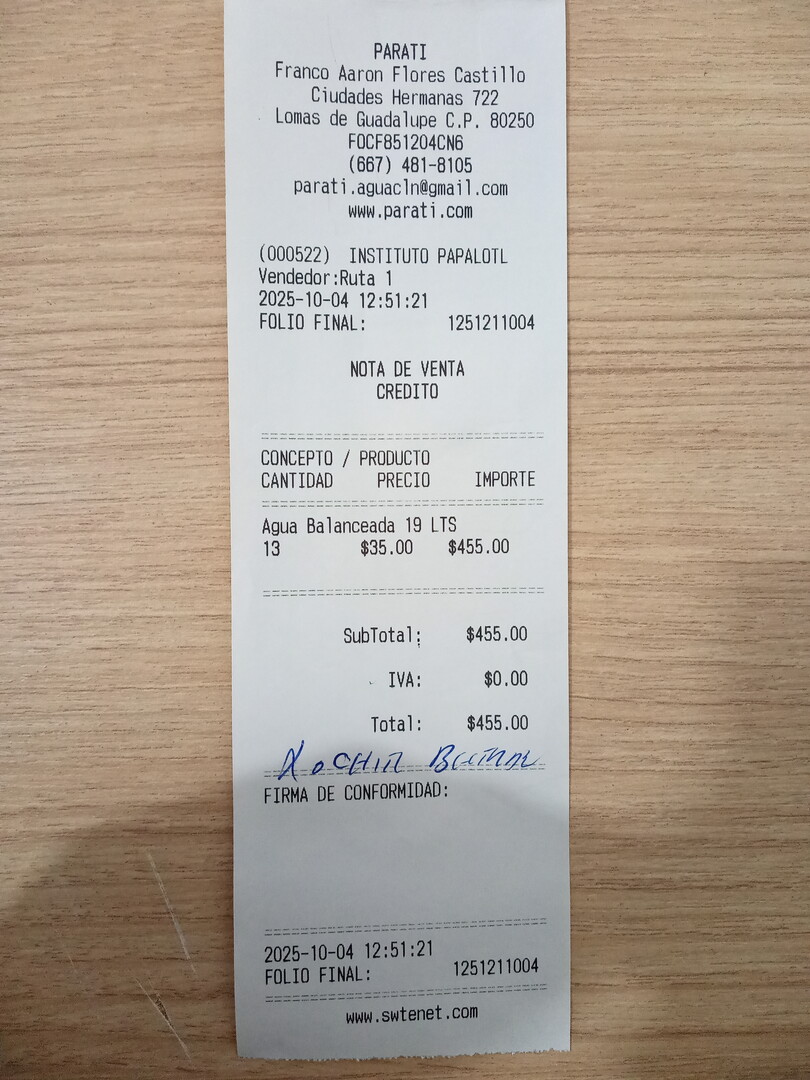 PARATI
Franco Aaron Flores Castillo
Ciudades Hermanas 722
Lomas de Guadalupe C.P. 80250
FOCF851204CN6
(667) 481-8105
parati.aguacln@gmail.com
www.parati.com
(000522) INSTITUTO PAPALOTL
Vendedor:Ruta 1
2025-10-04 12:51:21
FOLIO FINAL: 1251211004
NOTA DE VENTA
CREDITO
CONCEPTO / PRODUCTO
CANTIDAD PRECIO IMPORTE
Agua Balanceada 19 LTS
13 $35.00 $455.00
SubTotal: $455.00
IVA: $0.00
Total: $455.00
FIRMA DE CONFORMIDAD:
2025-10-04 12:51:21
FOLIO FINAL: 1251211004
www.swtenet.com